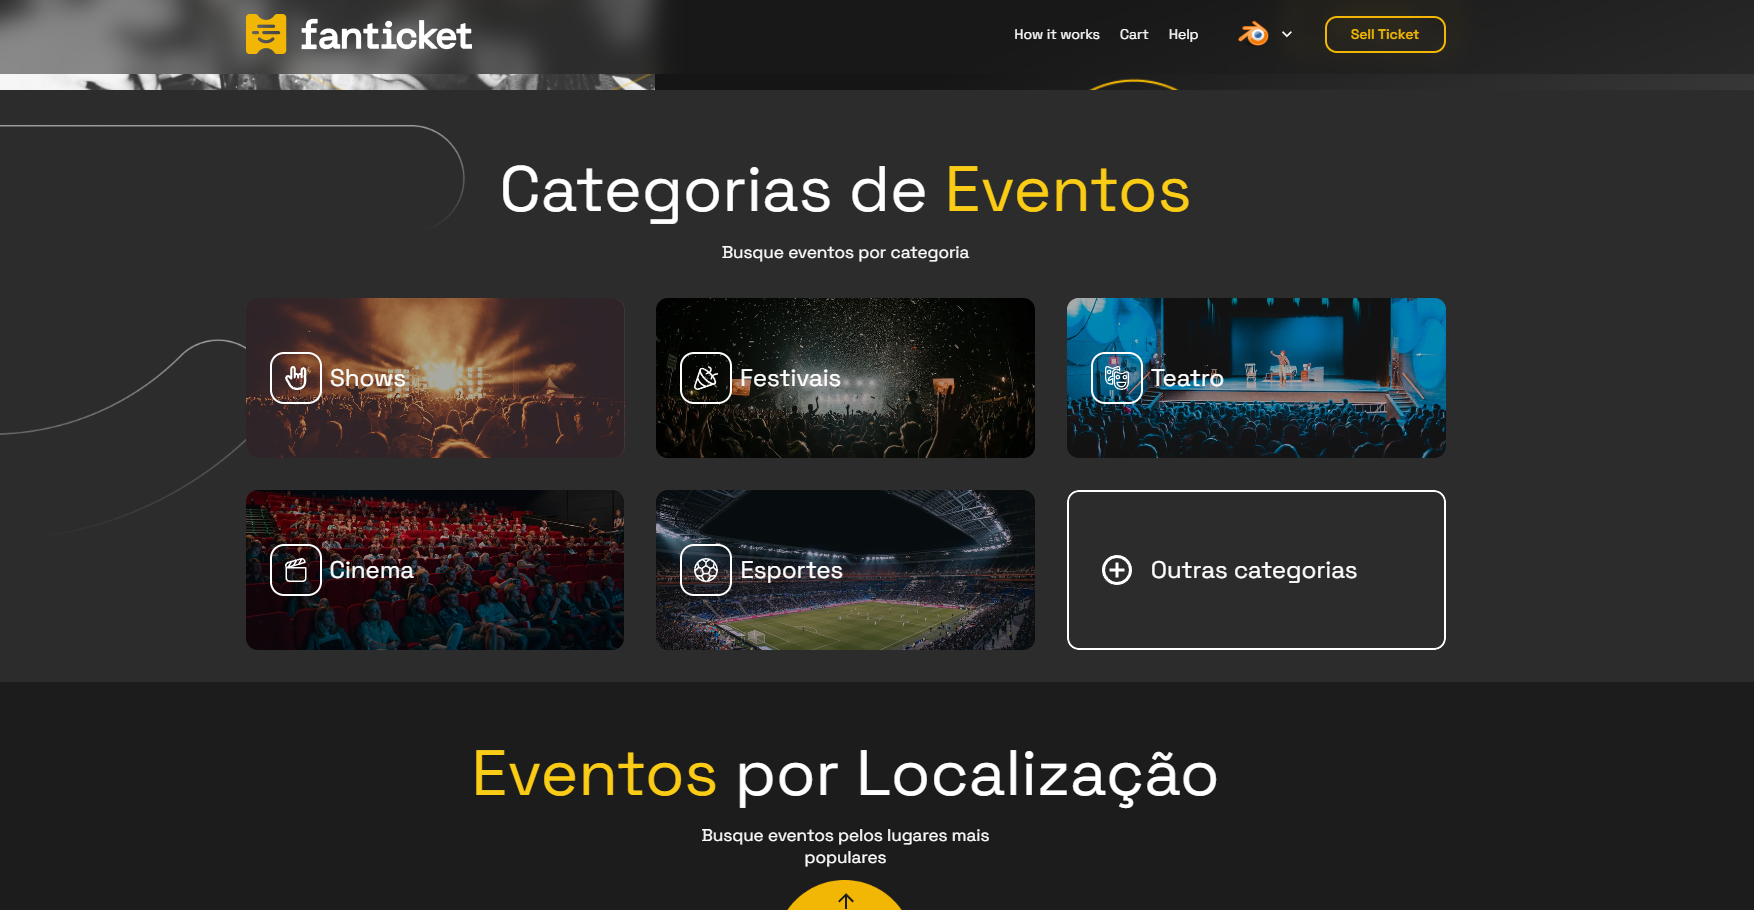 fanticket
How it works Cart Help Sell Ticket
Categorias de Eventos
Busque eventos por categoria
Shows Festivais Teatro
Cinema Esportes Outras categorias
Eventos por Localização
Busque eventos pelos lugares mais
populares